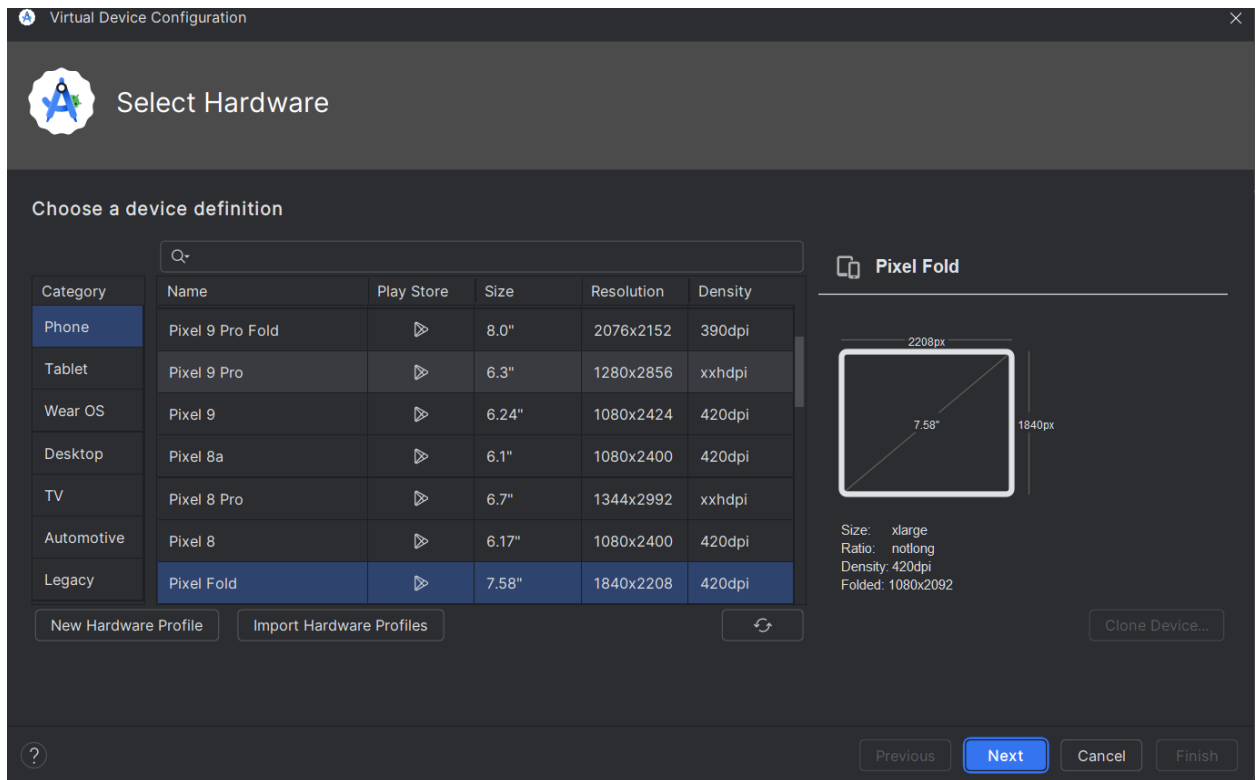 Virtual Device Configuration
Select Hardware
Choose a device definition
Category
Phone
Tablet
Wear OS
Desktop
TV
Automotive
Legacy
Name Play Store Size Resolution Density
Pixel 9 Pro Fold 8.0" 2076x2152 390dpi
Pixel 9 Pro 6.3" 1280x2856 xxhdpi
Pixel 9 6.24" 1080x2424 420dpi
Pixel 8a 6.1" 1080x2400 420dpi
Pixel 8 Pro 6.7" 1344x2992 xxhdpi
Pixel 8 6.17" 1080x2400 420dpi
Pixel Fold 7.58" 1840x2208 420dpi
New Hardware Profile Import Hardware Profiles
Pixel Fold
2208px
7.58"
1840px
Size: xlarge
Ratio: notlong
Density: 420dpi
Folded: 1080x2092
Clone Device...
? Previous Next Cancel Finish